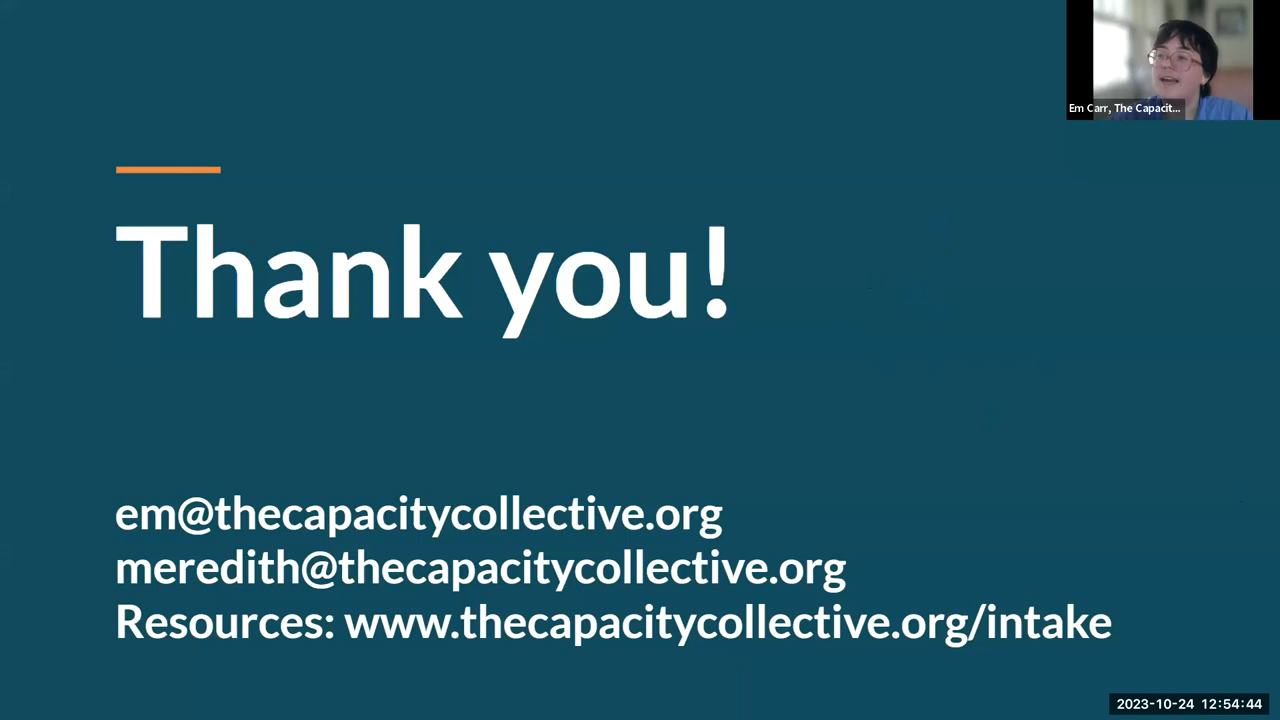 Em Carr, The Capacit...
Thank you!
em@thecapacitycollective.org
meredith@thecapacitycollective.org
Resources: www.thecapacitycollective.org/intake
2023-10-24 12:54:44